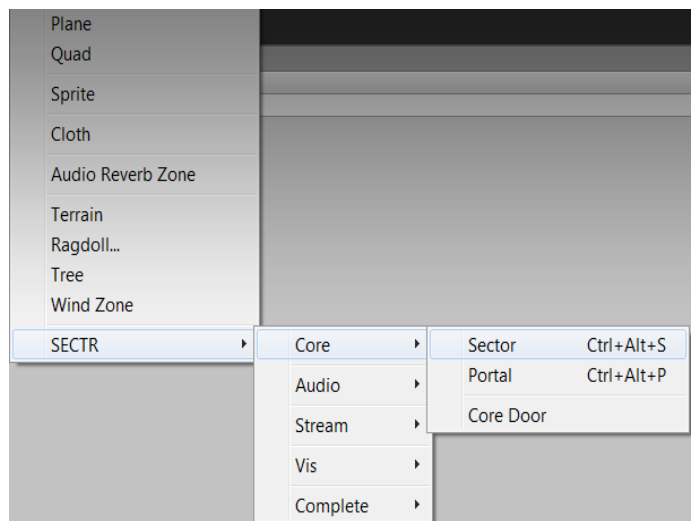 Plane
Quad
Sprite
Cloth
Audio Reverb Zone
Terrain
Ragdoll...
Tree
Wind Zone
SECTR
Core
Audio
Stream
Vis
Complete
Sector Ctrl+Alt+S
Portal Ctrl+Alt+P
Core Door